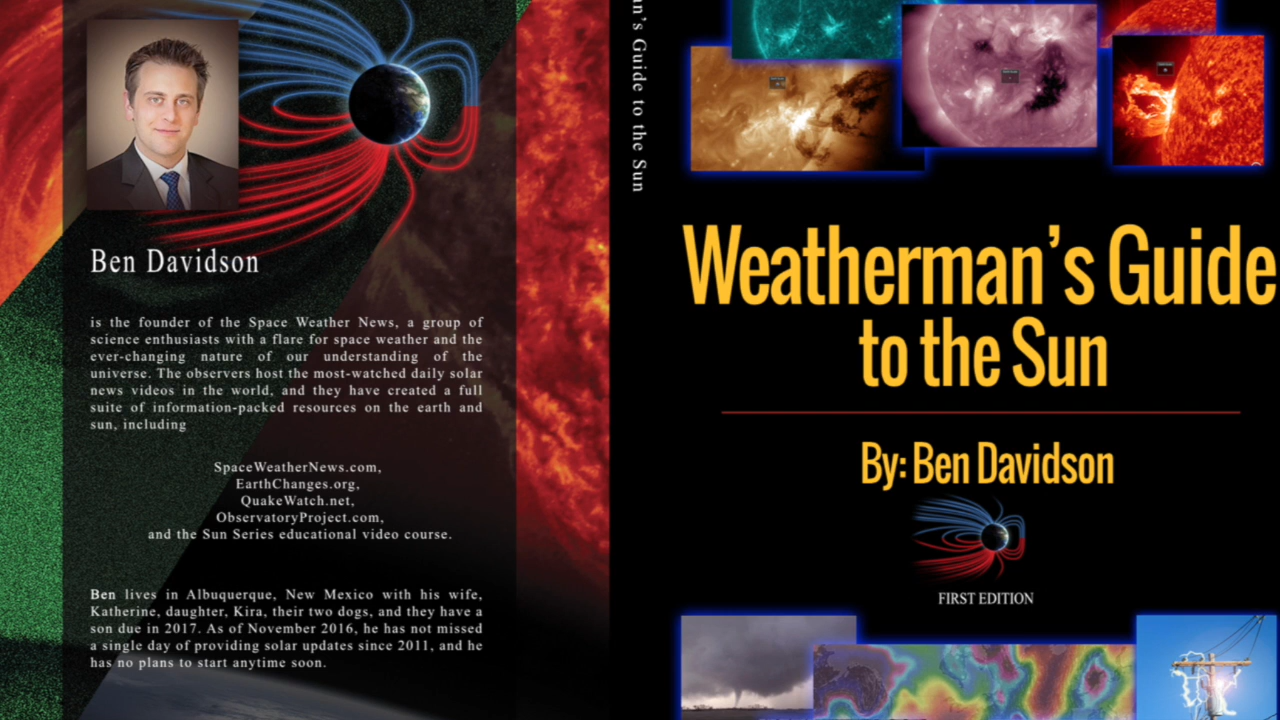 Ben Davidson
is the founder of the Space Weather News, a group of
science enthusiasts with a flare for space weather and the
ever-changing nature of our understanding of the
universe. The observers host the most-watched daily solar
news videos in the world, and they have created a full
suite of information-packed resources on the earth and
sun, including
SpaceWeatherNews.com,
EarthChanges.org,
QuakeWatch.net,
ObservatoryProject.com,
and the Sun Series educational video course.
Ben lives in Albuquerque, New Mexico with his wife,
Katherine, daughter, Kira, their two dogs, and they have a
son due in 2017. As of November 2016, he has not missed
a single day of providing solar updates since 2011, and he
has no plans to start anytime soon.
Guide to the Sun
Weatherman's Guide
to the Sun
By: Ben Davidson
FIRST EDITION